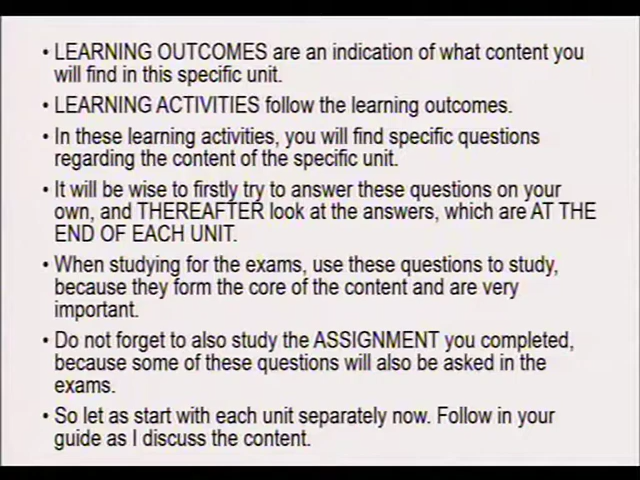 • LEARNING OUTCOMES are an indication of what content you
will find in this specific unit.
• LEARNING ACTIVITIES follow the learning outcomes.
• In these learning activities, you will find specific questions
regarding the content of the specific unit.
• It will be wise to firstly try to answer these questions on your
own, and THEREAFTER look at the answers, which are AT THE
END OF EACH UNIT.
• When studying for the exams, use these questions to study,
because they form the core of the content and are very
important.
• Do not forget to also study the ASSIGNMENT you completed,
because some of these questions will also be asked in the
exams.
• So let as start with each unit separately now. Follow in your
guide as I discuss the content.